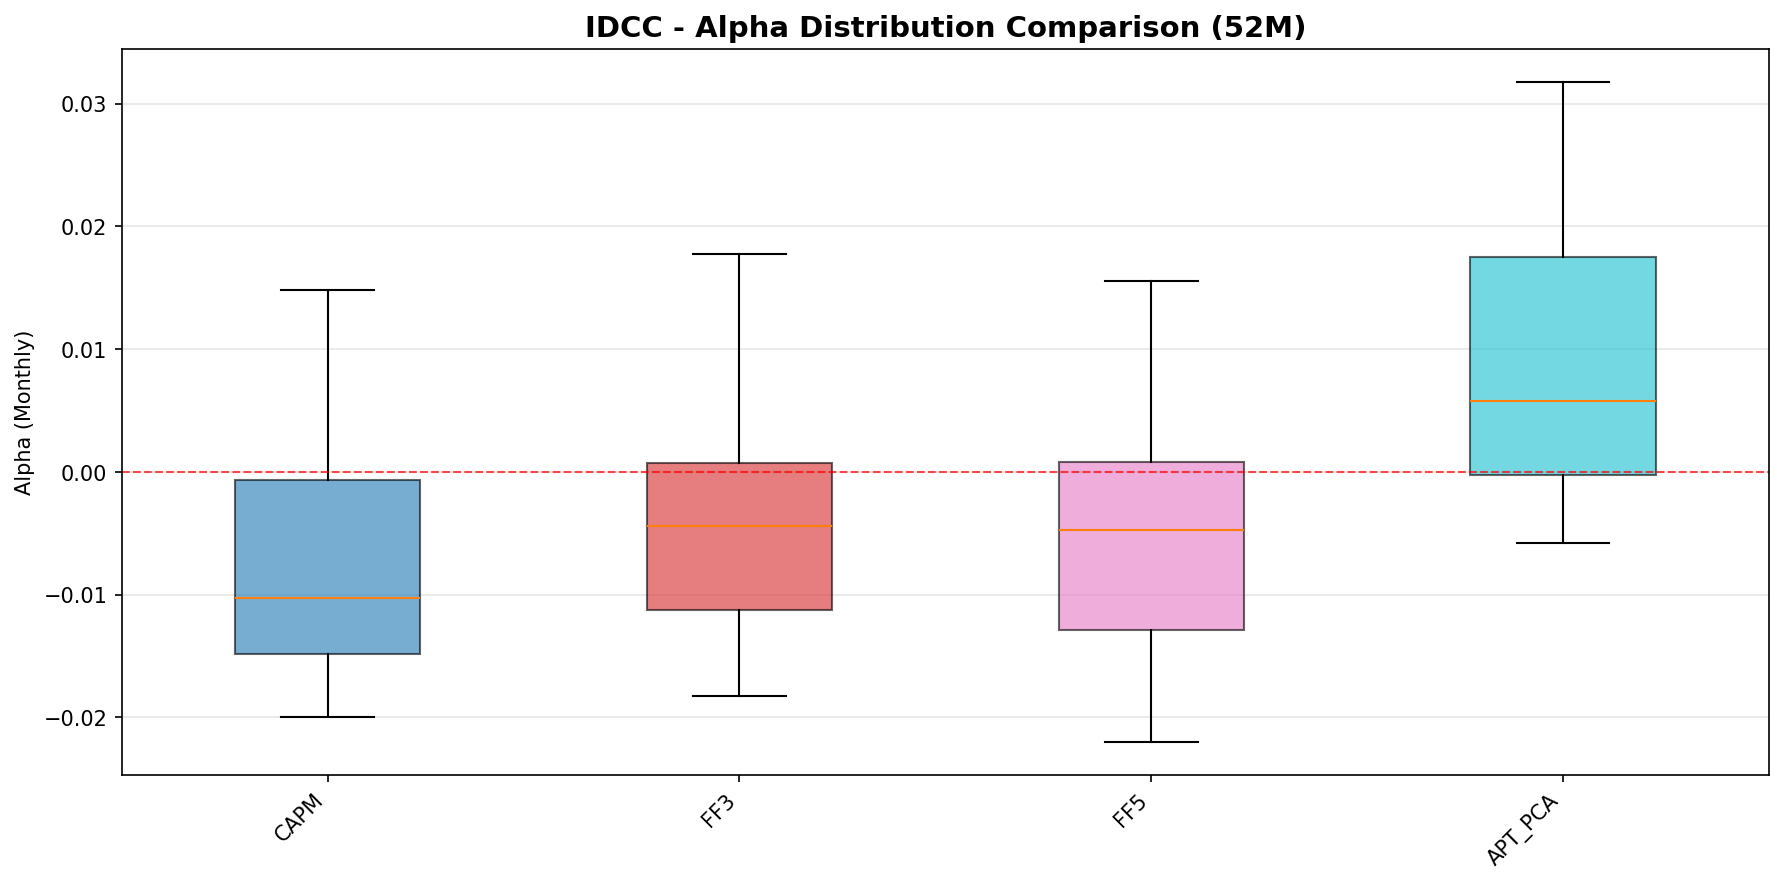 IDCC - Alpha Distribution Comparison (52M)
Alpha (Monthly)
0.03
0.02
0.01
0.00
−0.01
−0.02
CAPM
FF3
FF5
APT_PCA